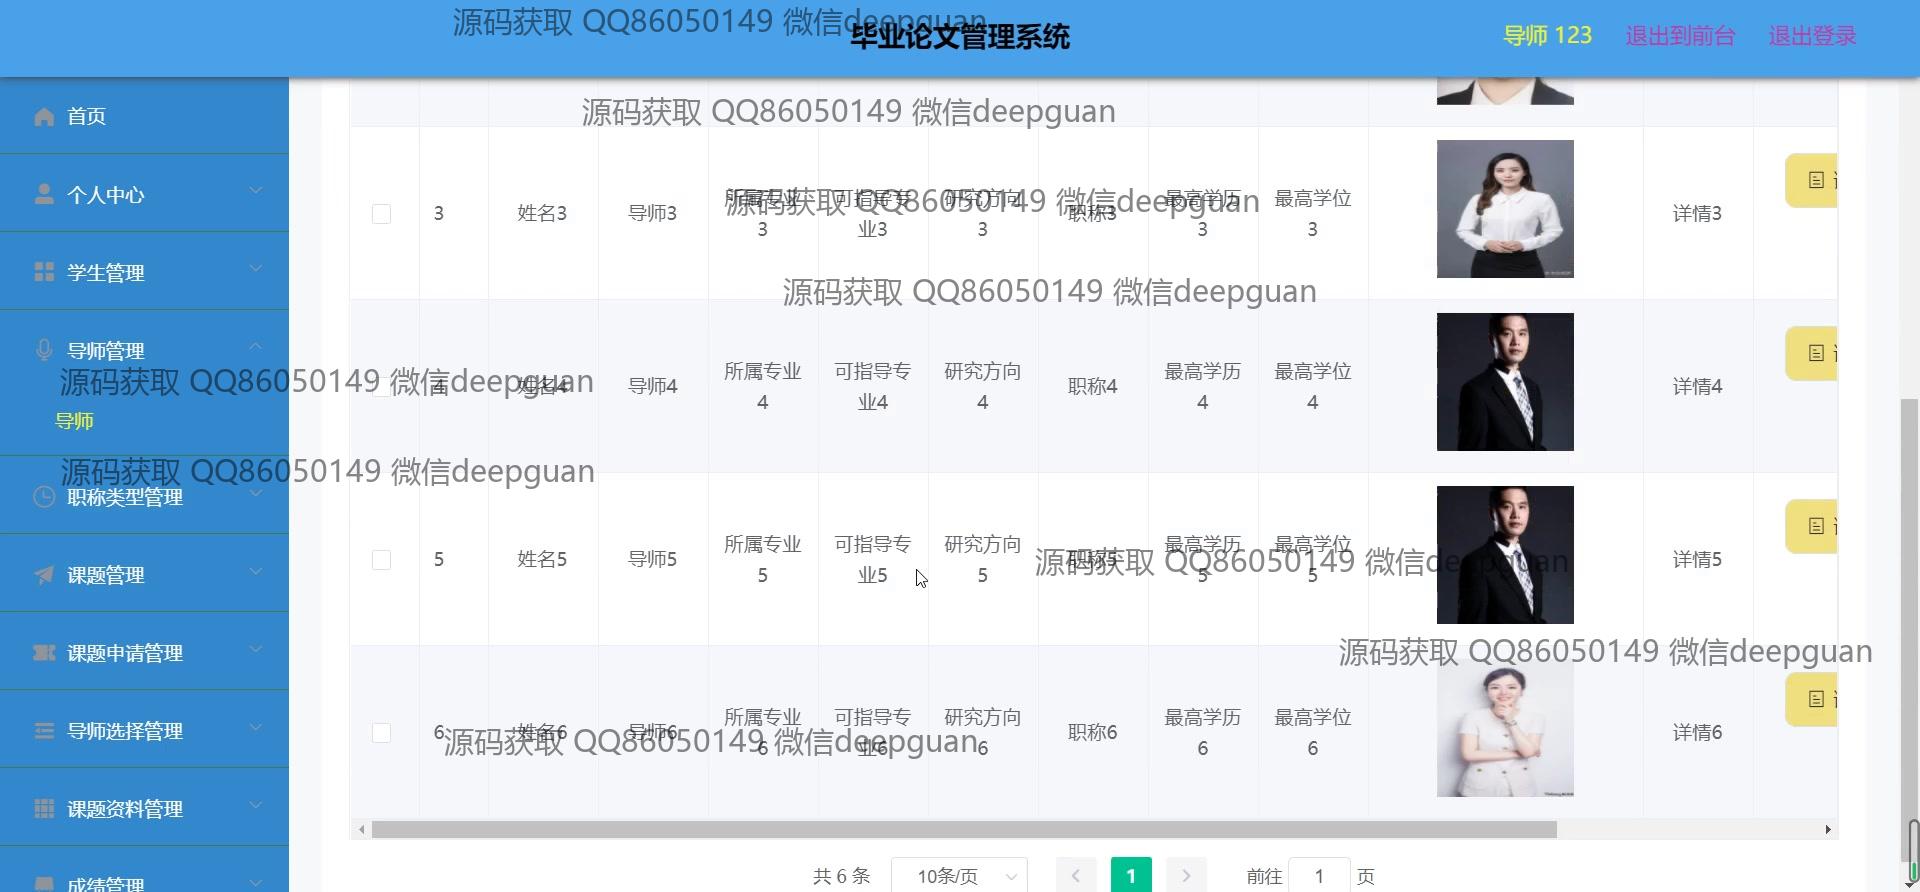 源码获取 QQ86050149 微信deepguan
毕业论文管理系统
导师 123
退出到前台
退出登录
首页
个人中心
学生管理
导师管理
导师
职称类型管理
课题管理
课题申请管理
导师选择管理
课题资料管理
成绩管理
源码获取 QQ86050149 微信deepguan
3 姓名3 导师3 所属专业3 可指导专业3 研究方向3 职称3 最高学历3 最高学位3 详情3
源码获取 QQ86050149 微信deepguan
源码获取 QQ86050149 微信deepguan
4 姓名4 导师4 所属专业4 可指导专业4 研究方向4 职称4 最高学历4 最高学位4 详情4
源码获取 QQ86050149 微信deepguan
源码获取 QQ86050149 微信deepguan
5 姓名5 导师5 所属专业5 可指导专业5 研究方向5 职称5 最高学历5 最高学位5 详情5
源码获取 QQ86050149 微信deepguan
源码获取 QQ86050149 微信deepguan
6 姓名6 导师6 所属专业6 可指导专业6 研究方向6 职称6 最高学历6 最高学位6 详情6
源码获取 QQ86050149 微信deepguan
共 6 条 10条/页 1 前往 1 页